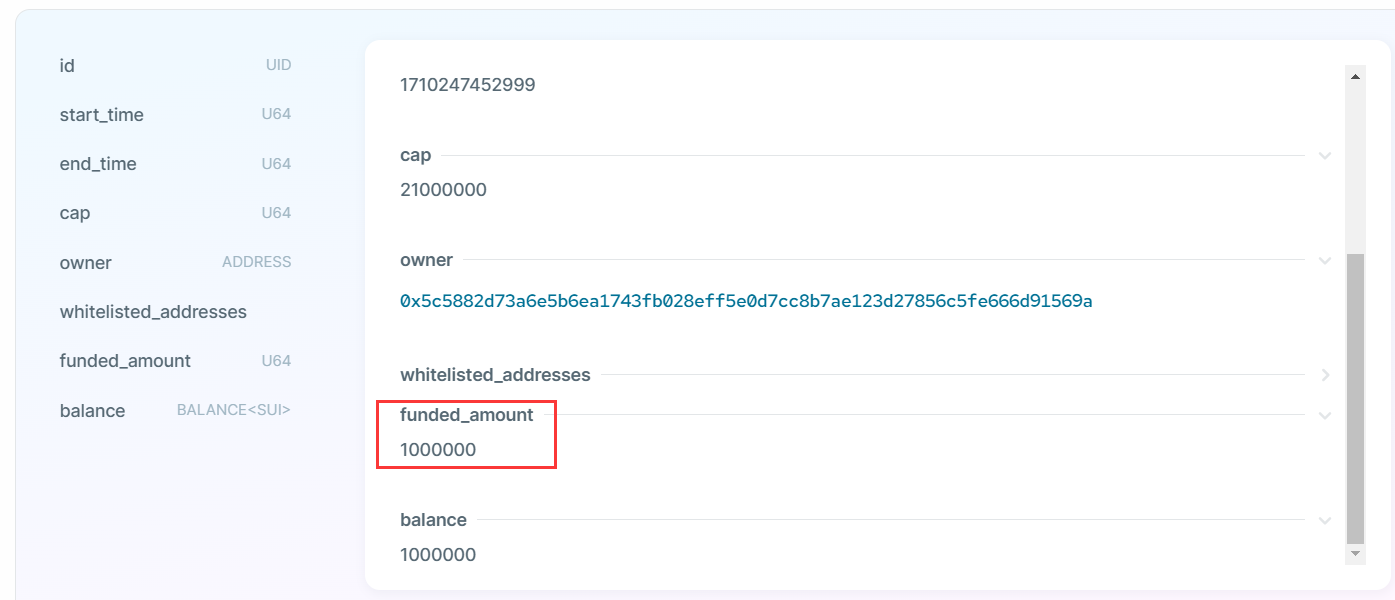 id UID
start_time U64
end_time U64
cap U64
owner ADDRESS
whitelisted_addresses
funded_amount U64
balance BALANCE<SUI>
1710247452999
cap
21000000
owner
0x5c5882d73a6e5b6ea1743fb028eff5e0d7cc8b7ae123d27856c5fe666d91569a
whitelisted_addresses
funded_amount
1000000
balance
1000000